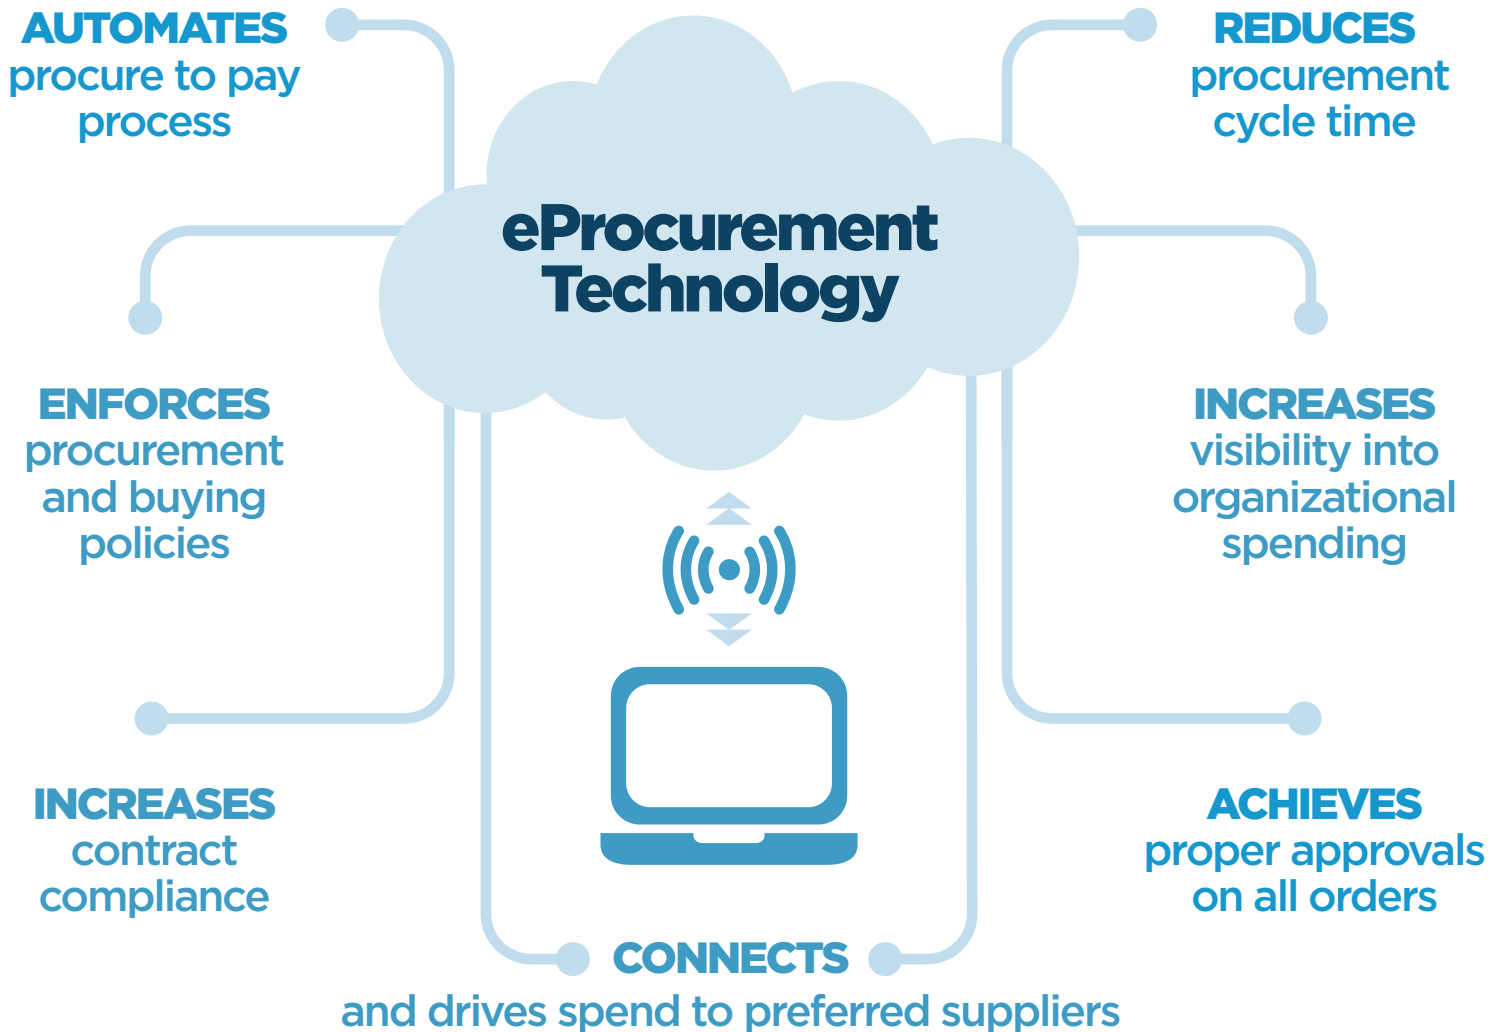 AUTOMATES
procure to pay
process
REDUCES
procurement
cycle time
eProcurement
Technology
ENFORCES
procurement
and buying
policies
INCREASES
visibility into
organizational
spending
INCREASES
contract
compliance
ACHIEVES
proper approvals
on all orders
CONNECTS
and drives spend to preferred suppliers